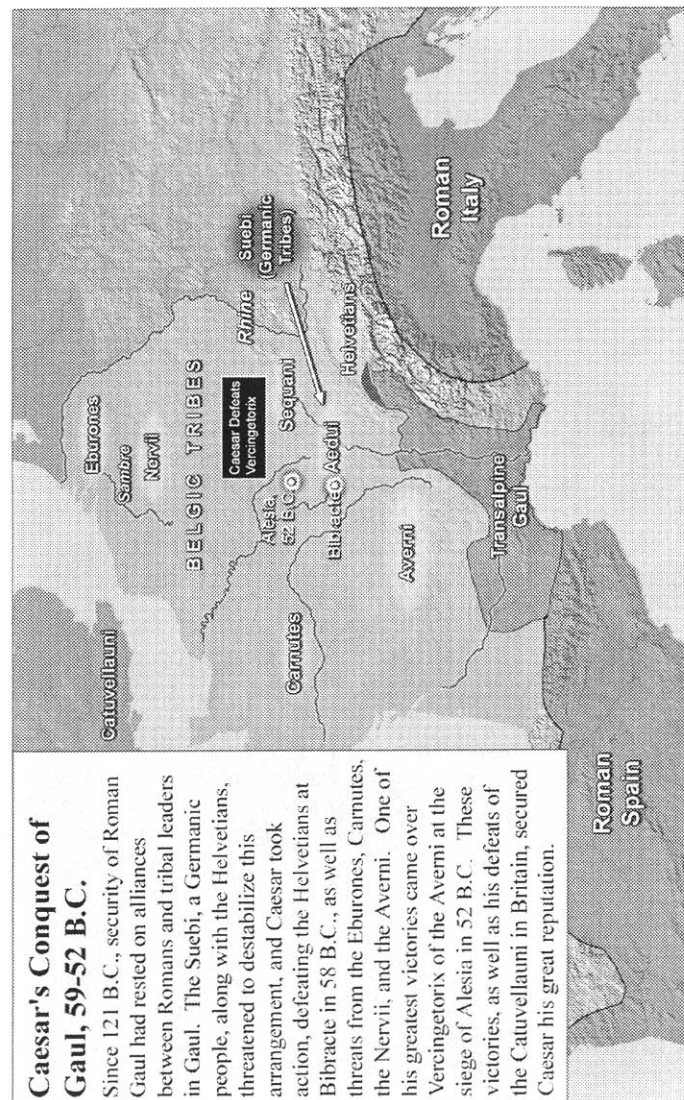 Caesar's Conquest of
Gaul, 59-52 B.C.
Since 121 B.C., security of Roman
Gaul had rested on alliances
between Romans and tribal leaders
in Gaul. The Suebi, a Germanic
people, along with the Helvetians,
threatened to destabilize this
arrangement, and Caesar took
action, defeating the Helvetians at
Bibracte in 58 B.C., as well as
threats from the Eburones, Carnutes,
the Nervii, and the Averni. One of
his greatest victories came over
Vercingetorix of the Averni at the
siege of Alesia in 52 B.C. These
victories, as well as his defeats of
the Catuvellauni in Britain, secured
Caesar his great reputation.
Catuvellauni
Eburones
Sambre
Nervii
BELGIC TRIBES
Rhine
Suebi
(Germanic
Tribes)
Caesar Defeats
Vercingetorix
Alesia,
52 B.C.
Sequani
Carnutes
Bibracte
Aedui
Helvetians
Averni
Transalpine
Gaul
Roman
Italy
Roman
Spain